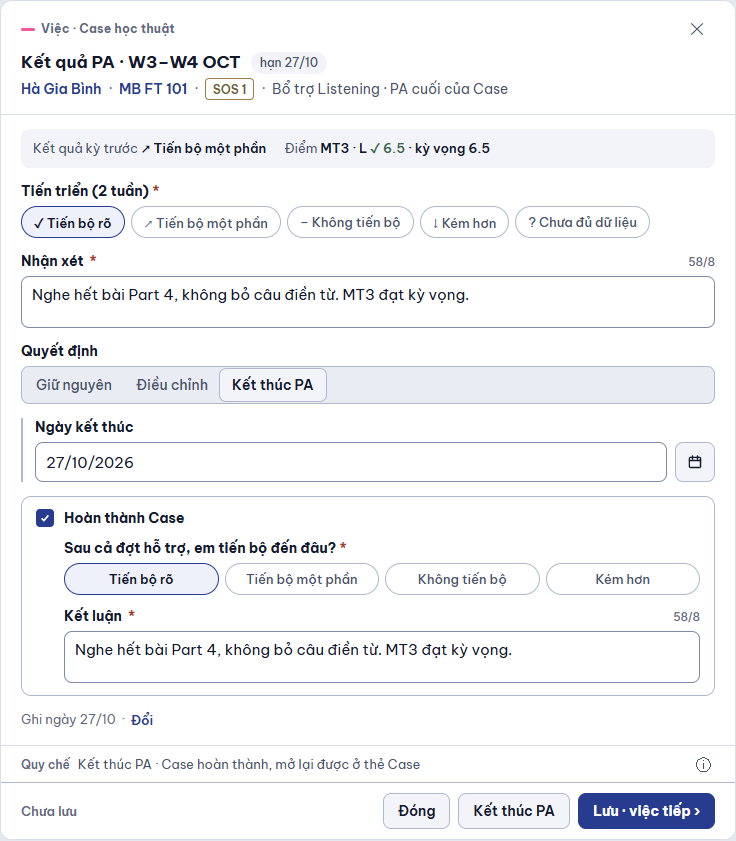 Việc · Case học thuật
Kết quả PA · W3–W4 OCT hạn 27/10
Hà Gia Bình · MB FT 101 · SOS 1 · Bổ trợ Listening · PA cuối của Case
Kết quả kỳ trước ↗ Tiến bộ một phần Điểm MT3 · L ✓ 6.5 · kỳ vọng 6.5
Tiến triển (2 tuần) *
✓ Tiến bộ rõ ↗ Tiến bộ một phần – Không tiến bộ ↓ Kém hơn ? Chưa đủ dữ liệu
Nhận xét * 58/8
Nghe hết bài Part 4, không bỏ câu điền từ. MT3 đạt kỳ vọng.
Quyết định
Giữ nguyên Điều chỉnh Kết thúc PA
Ngày kết thúc
27/10/2026
Hoàn thành Case
Sau cả đợt hỗ trợ, em tiến bộ đến đâu? *
Tiến bộ rõ Tiến bộ một phần Không tiến bộ Kém hơn
Kết luận * 58/8
Nghe hết bài Part 4, không bỏ câu điền từ. MT3 đạt kỳ vọng.
Ghi ngày 27/10 · Đổi
Quy chế Kết thúc PA · Case hoàn thành, mở lại được ở thẻ Case
Chưa lưu Đóng Kết thúc PA Lưu · việc tiếp ›